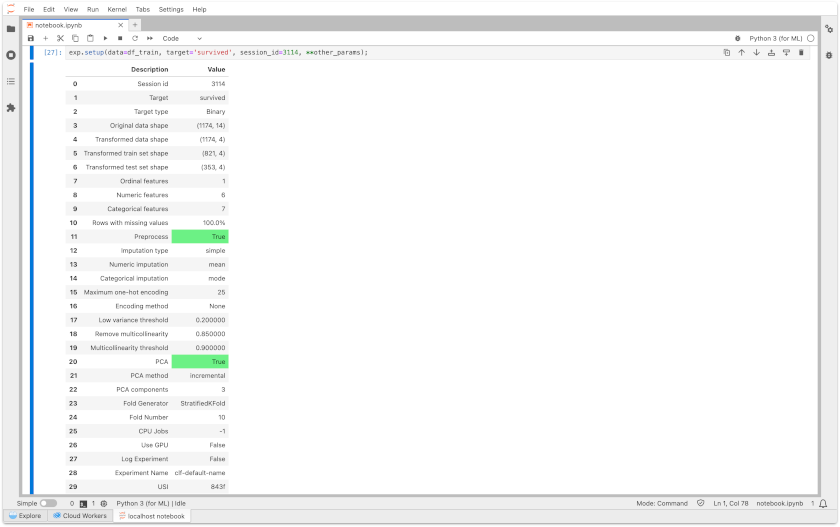 File Edit View Run Kernel Tabs Settings Help
notebook.ipynb
Code
Python 3 (for ML)
[27]: exp.setup(data=df_train, target='survived', session_id=3114, **other_params);
Description Value
0 Session id 3114
1 Target survived
2 Target type Binary
3 Original data shape (1174, 14)
4 Transformed data shape (1174, 4)
5 Transformed train set shape (821, 4)
6 Transformed test set shape (353, 4)
7 Ordinal features 1
8 Numeric features 6
9 Categorical features 7
10 Rows with missing values 100.0%
11 Preprocess True
12 Imputation type simple
13 Numeric imputation mean
14 Categorical imputation mode
15 Maximum one-hot encoding 25
16 Encoding method None
17 Low variance threshold 0.200000
18 Remove multicollinearity 0.850000
19 Multicollinearity threshold 0.900000
20 PCA True
21 PCA method incremental
22 PCA components 3
23 Fold Generator StratifiedKFold
24 Fold Number 10
25 CPU Jobs -1
26 Use GPU False
27 Log Experiment False
28 Experiment Name clf-default-name
29 USI 843f
Simple 0 1 Python 3 (for ML) | Idle Mode: Command Ln 1, Col 78 notebook.ipynb 1
Explore Cloud Workers localhost notebook